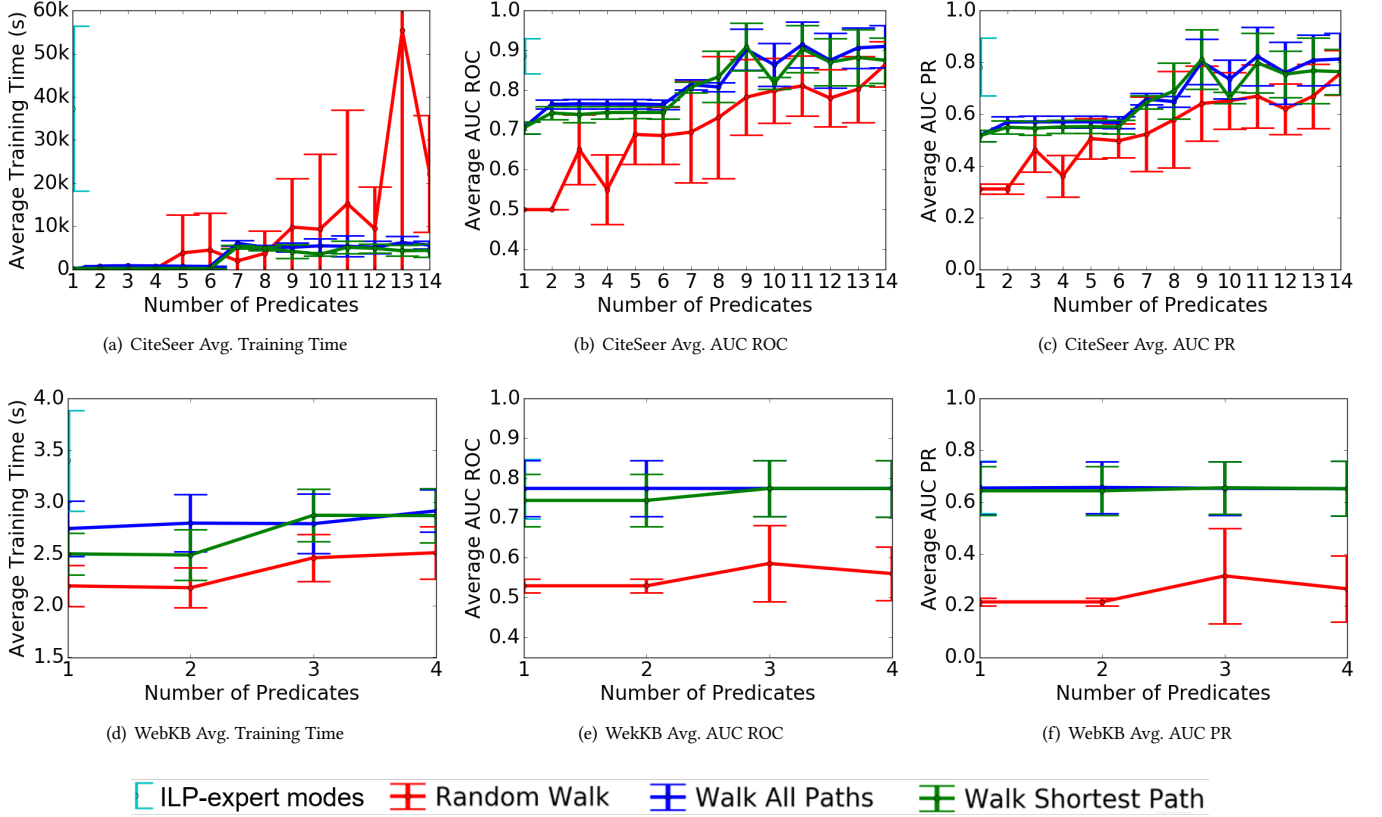 Average Training Time (s)
60k
50k
40k
30k
20k
10k
0
1 2 3 4 5 6 7 8 9 10 11 12 13 14
Number of Predicates
(a) CiteSeer Avg. Training Time
Average AUC ROC
1.0
0.9
0.8
0.7
0.6
0.5
0.4
1 2 3 4 5 6 7 8 9 10 11 12 13 14
Number of Predicates
(b) CiteSeer Avg. AUC ROC
Average AUC PR
1.0
0.8
0.6
0.4
0.2
0.0
1 2 3 4 5 6 7 8 9 10 11 12 13 14
Number of Predicates
(c) CiteSeer Avg. AUC PR
Average Training Time (s)
4.0
3.5
3.0
2.5
2.0
1.5
1 2 3 4
Number of Predicates
(d) WebKB Avg. Training Time
Average AUC ROC
1.0
0.9
0.8
0.7
0.6
0.5
0.4
1 2 3 4
Number of Predicates
(e) WekKB Avg. AUC ROC
Average AUC PR
1.0
0.8
0.6
0.4
0.2
0.0
1 2 3 4
Number of Predicates
(f) WebKB Avg. AUC PR
ILP-expert modes Random Walk Walk All Paths Walk Shortest Path